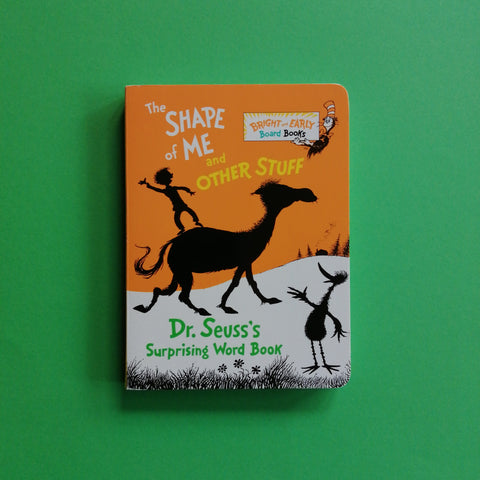 The
SHAPE
of ME
and
OTHER STUFF
BRIGHT and EARLY
Board Books
Dr. Seuss's
Surprising Word Book